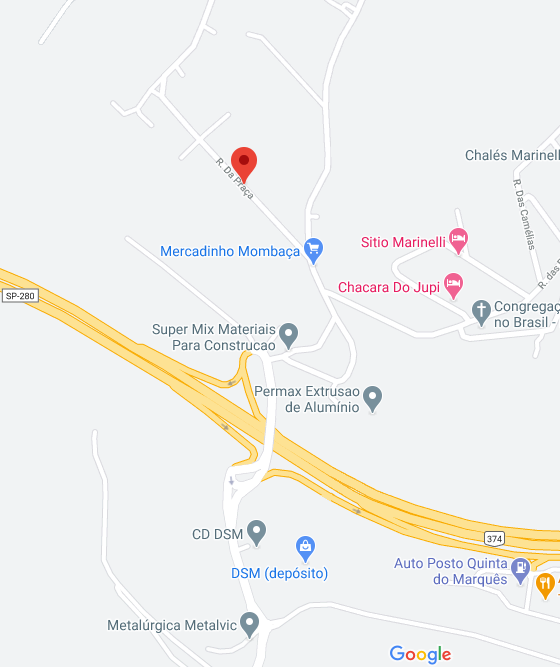 Chalés Marinell
R. Da Praça
R. Das Camélias
Sitio Marinelli
Mercadinho Mombaça
R. das
Chacara Do Jupi
SP-280
Congregaç
no Brasil -
Super Mix Materiais
Para Construcao
Permax Extrusao
de Alumínio
CD DSM
374
DSM (depósito)
Auto Posto Quinta
do Marquês
Metalúrgica Metalvic
Google